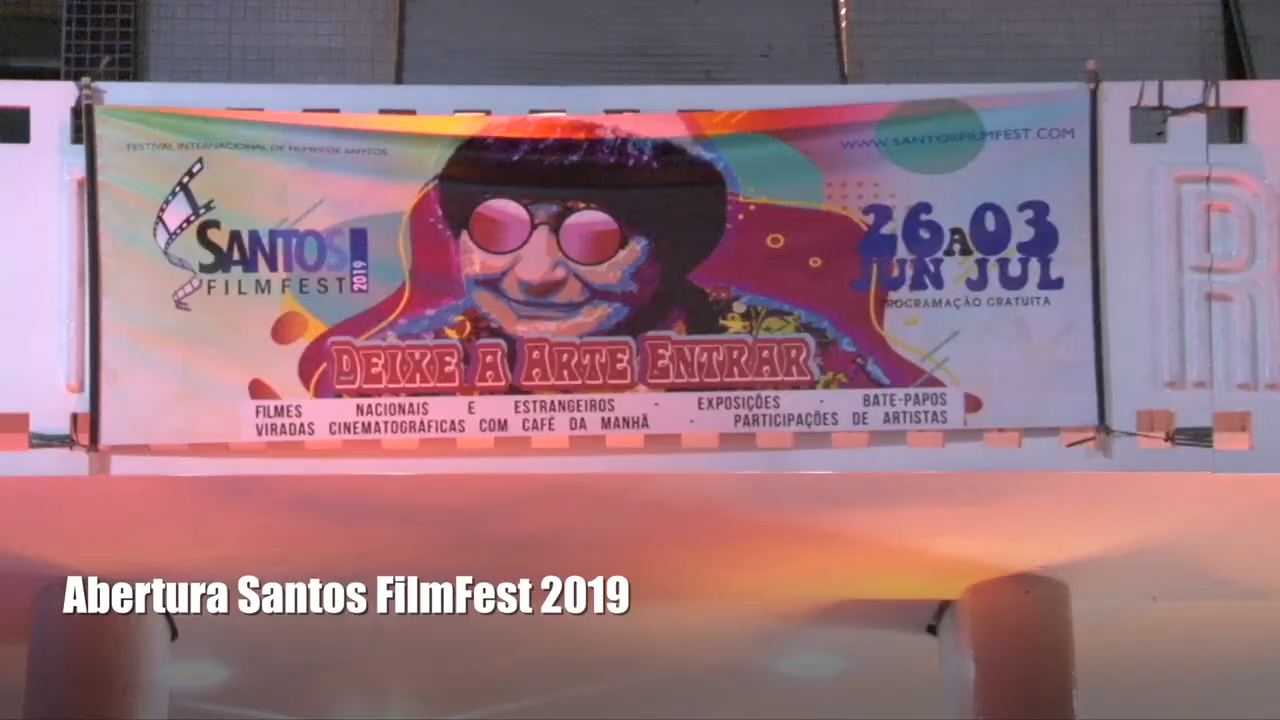 FESTIVAL INTERNACIONAL DE FILMES DE SANTOS
WWW.SANTOSFILMFEST.COM
SANTOS
FILMFEST
2019
26 A 03
JUN JUL
PROGRAMAÇÃO GRATUITA
DEIXE A ARTE ENTRAR
FILMES NACIONAIS E ESTRANGEIROS - EXPOSIÇÕES - BATE-PAPOS
VIRADAS CINEMATOGRÁFICAS COM CAFÉ DA MANHÃ - PARTICIPAÇÕES DE ARTISTAS
R
Abertura Santos FilmFest 2019